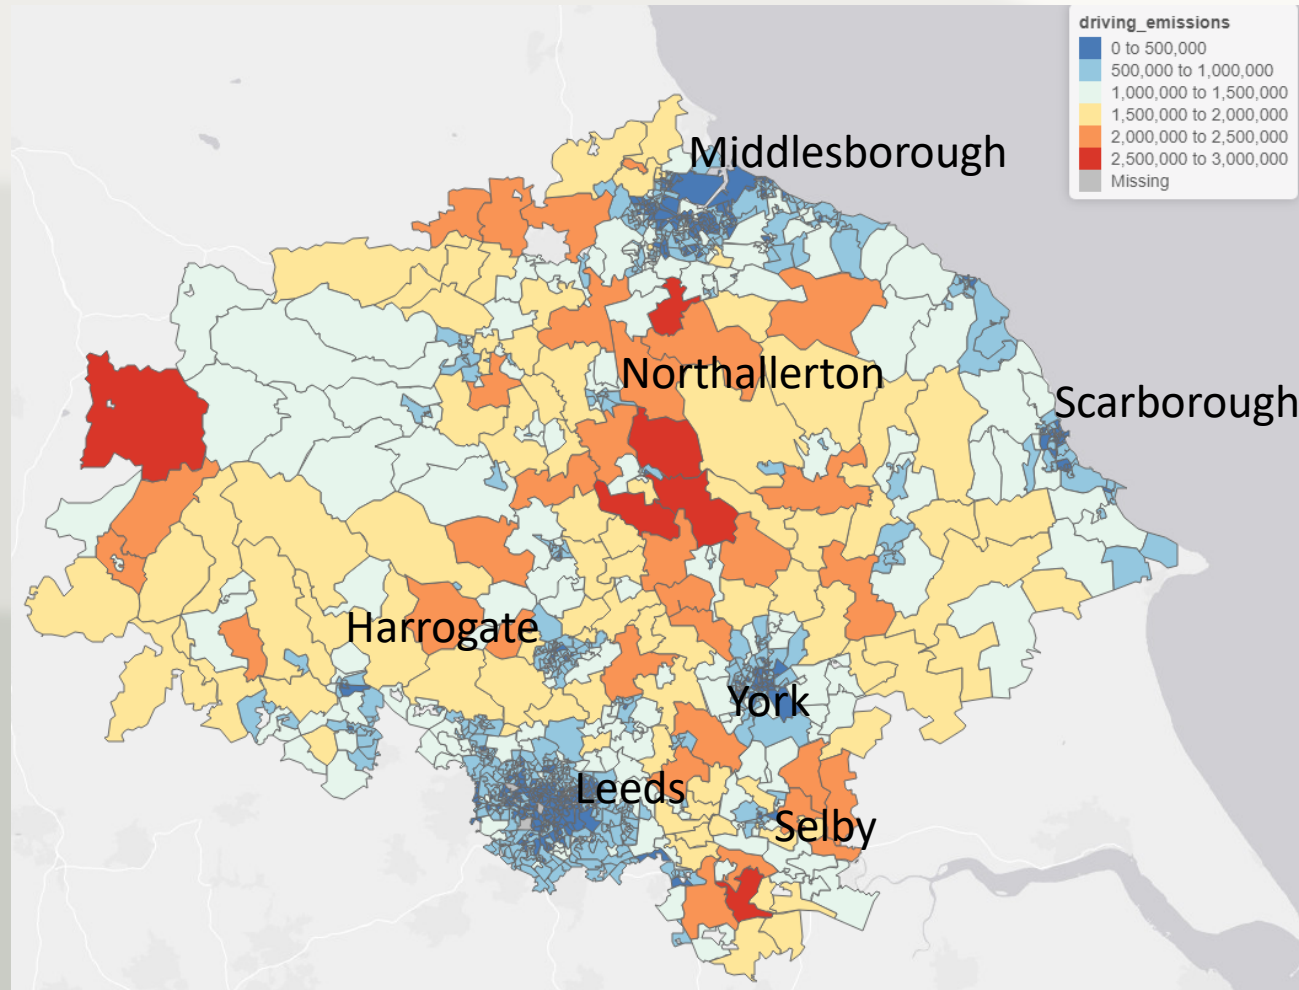 driving_emissions
0 to 500,000
500,000 to 1,000,000
1,000,000 to 1,500,000
1,500,000 to 2,000,000
2,000,000 to 2,500,000
2,500,000 to 3,000,000
Missing
Middlesborough
Northallerton
Scarborough
Harrogate
York
Leeds
Selby